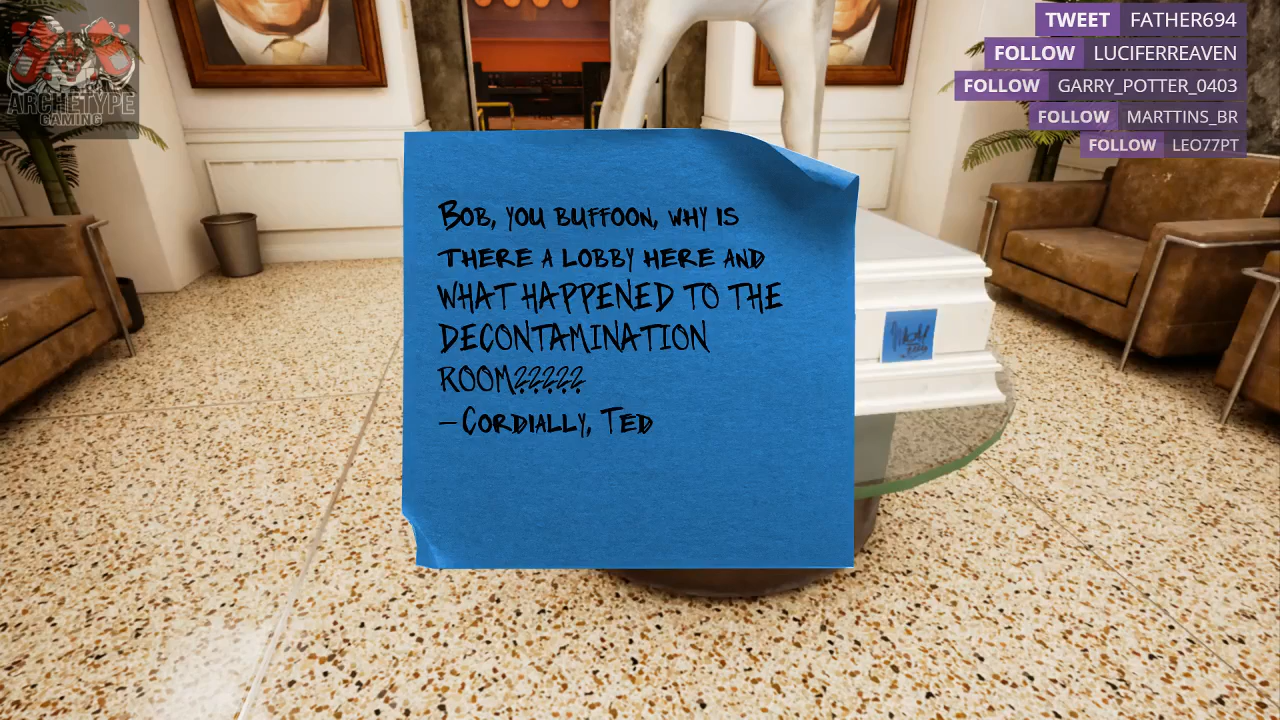 ARCHETYPE
GAMING
TWEET FATHER694
FOLLOW LUCIFERREAVEN
FOLLOW GARRY_POTTER_0403
FOLLOW MARTTINS_BR
FOLLOW LEO77PT
BOB, YOU BUFFOON, WHY IS
THERE A LOBBY HERE AND
WHAT HAPPENED TO THE
DECONTAMINATION
ROOM?????
—CORDIALLY, TED